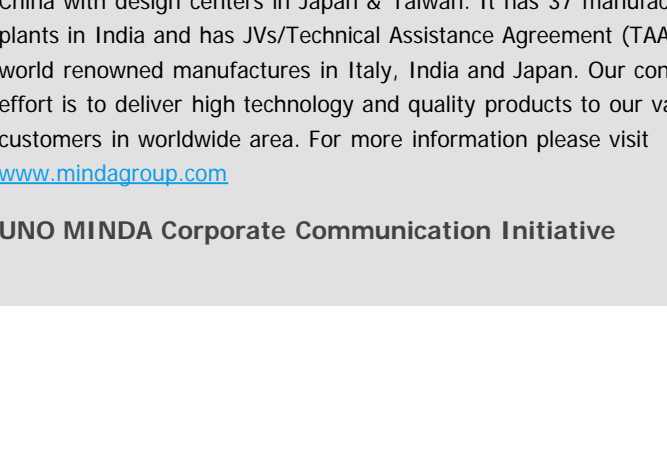 China with design centers in Japan & Taiwan. It has 37 manufac
plants in India and has JVs/Technical Assistance Agreement (TAA
world renowned manufactures in Italy, India and Japan. Our con
effort is to deliver high technology and quality products to our va
customers in worldwide area. For more information please visit
www.mindagroup.com
UNO MINDA Corporate Communication Initiative